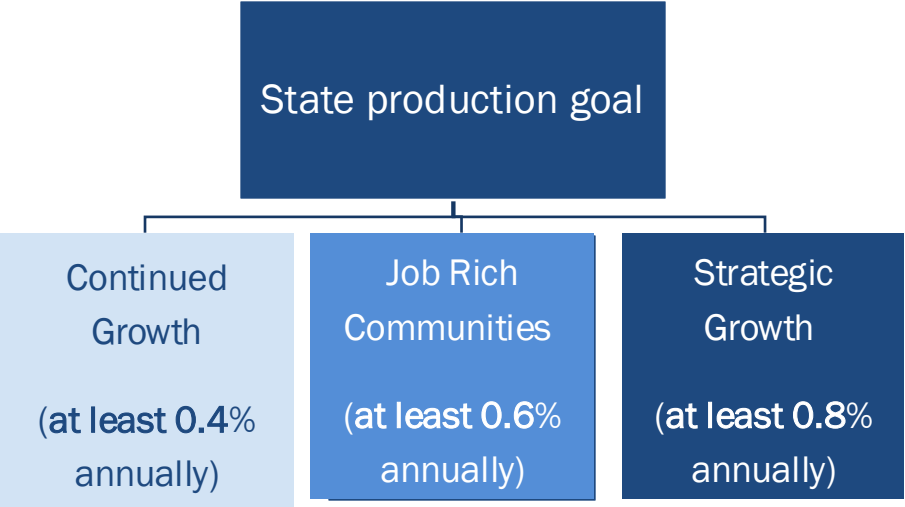 State production goal
Continued
Growth
(at least 0.4%
annually)
Job Rich
Communities
(at least 0.6%
annually)
Strategic
Growth
(at least 0.8%
annually)